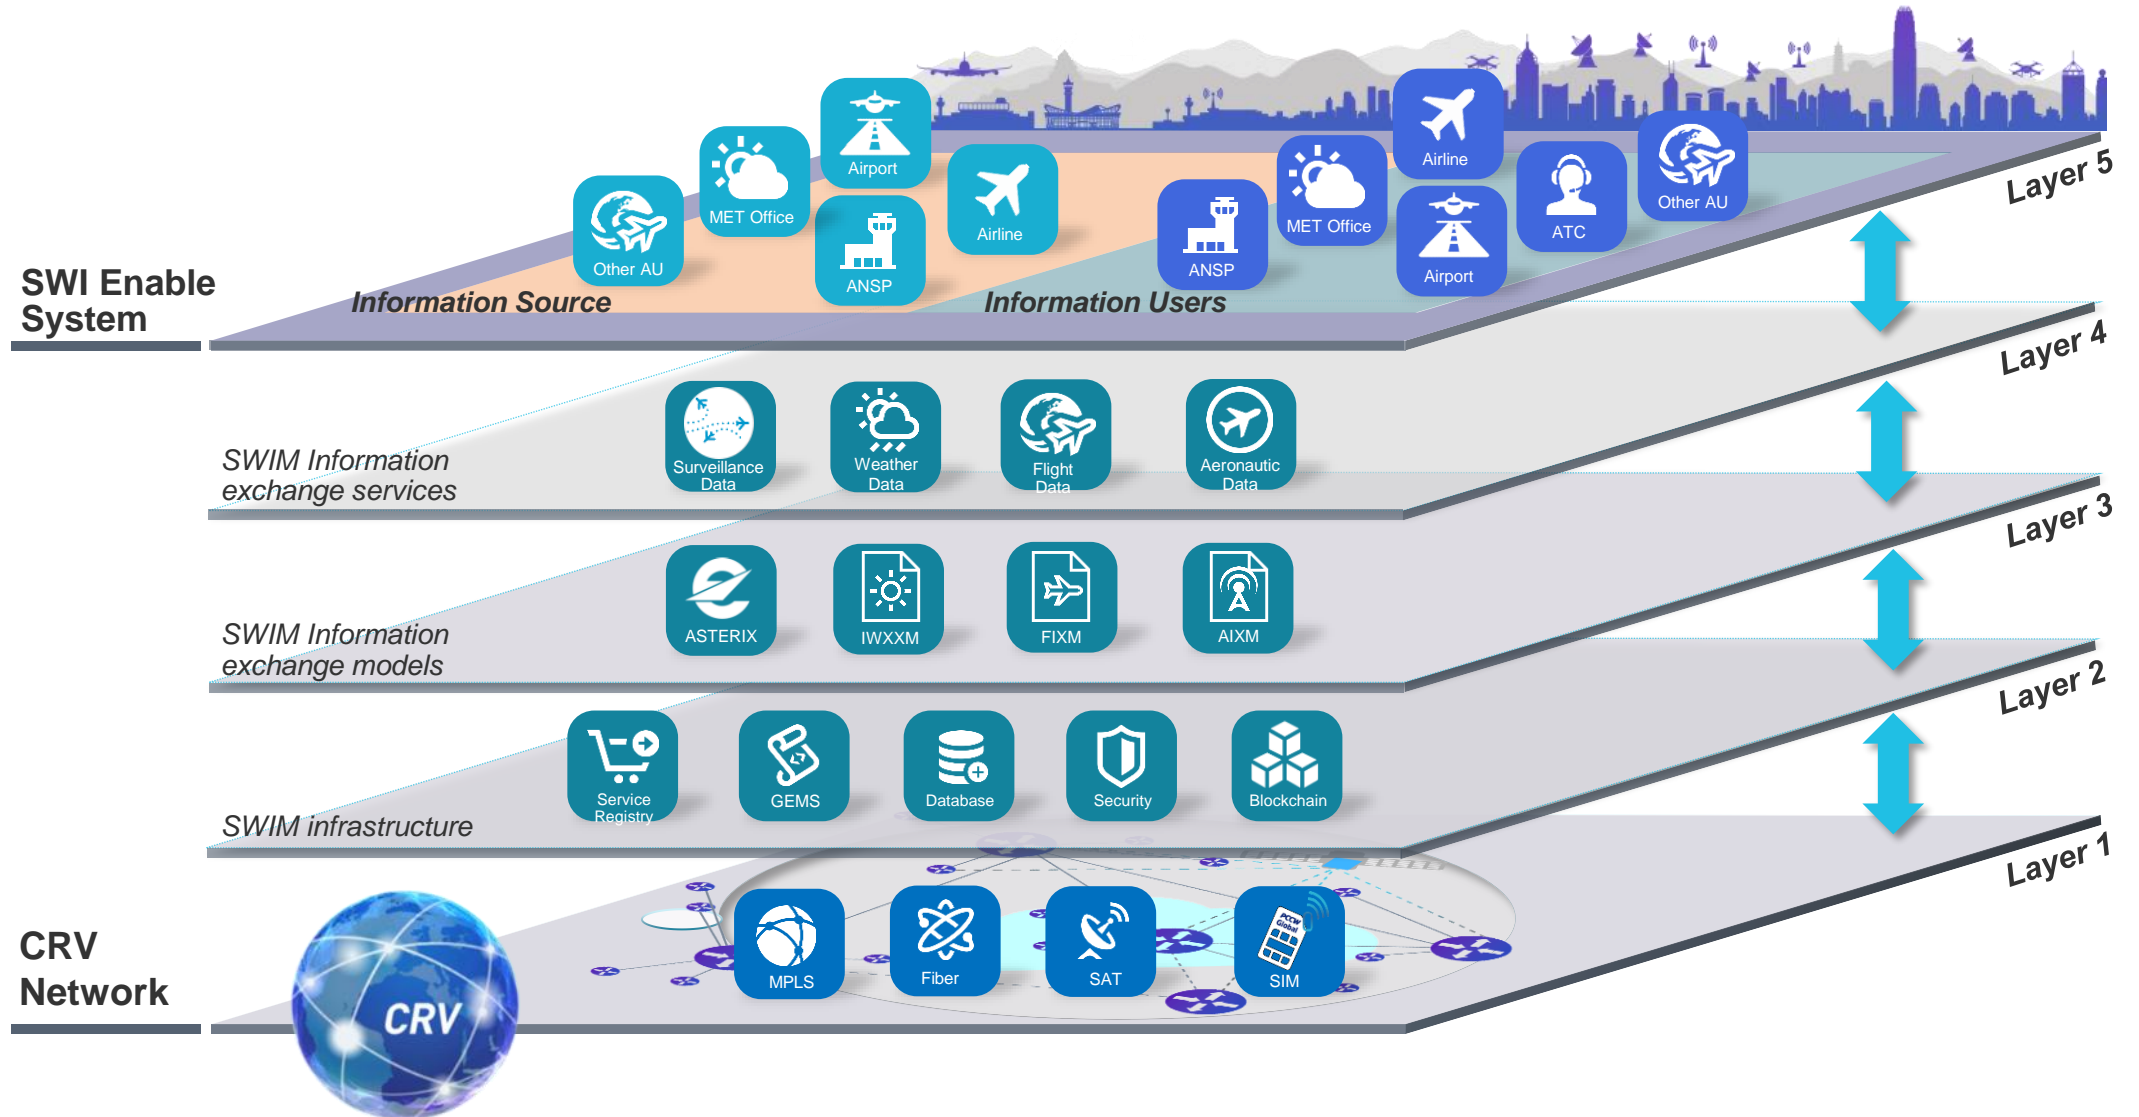 Layer 5
Airport
MET Office
Airline
Other AU
ANSP
Information Source
Airline
MET Office
ATC
Other AU
ANSP
Airport
Information Users
SWI Enable
System
Layer 4
Surveillance
Data
Weather
Data
Flight
Data
Aeronautic
Data
SWIM Information
exchange services
Layer 3
ASTERIX
IWXXM
FIXM
AIXM
SWIM Information
exchange models
Layer 2
Service
Registry
GEMS
Database
Security
Blockchain
SWIM infrastructure
Layer 1
MPLS
Fiber
SAT
PCCW
Global
SIM
CRV
Network
CRV